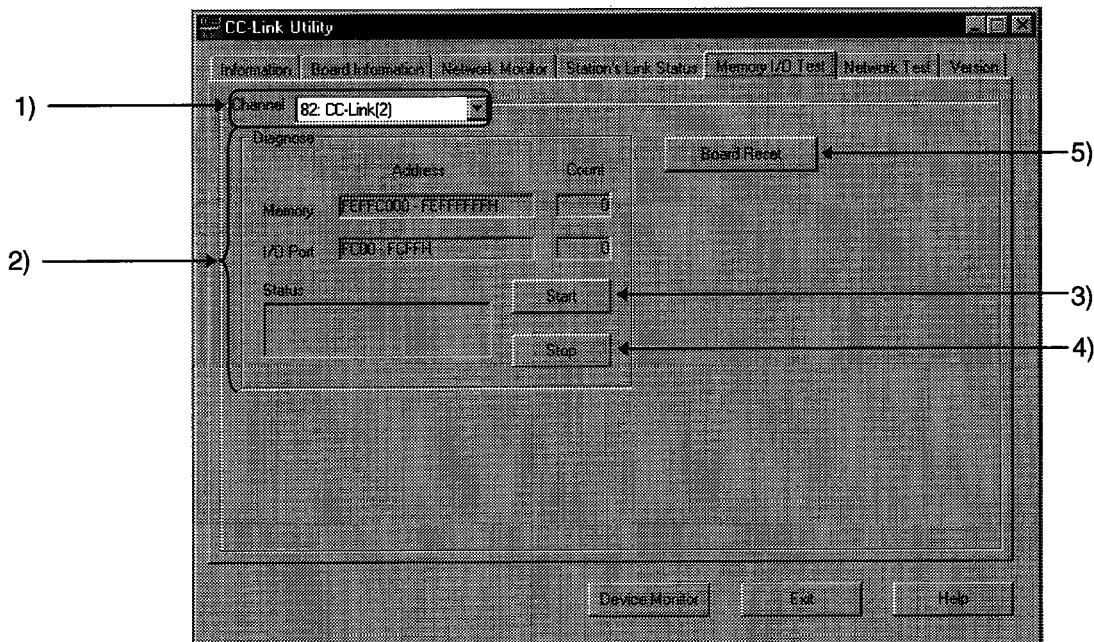 CC-Link Utility
Information Board Information Network Monitor Station's Link Status Memory I/O Test Network Test Version
1)
Channel 82: CC-Link(2)
Diagnose
Board Reset 5)
Address Count
Memory FEFFC000 - FEFFFFFFH 0
2)
I/O Port FC00 - FCFFH 0
Status
Start 3)
Stop 4)
Device Monitor Exit Help